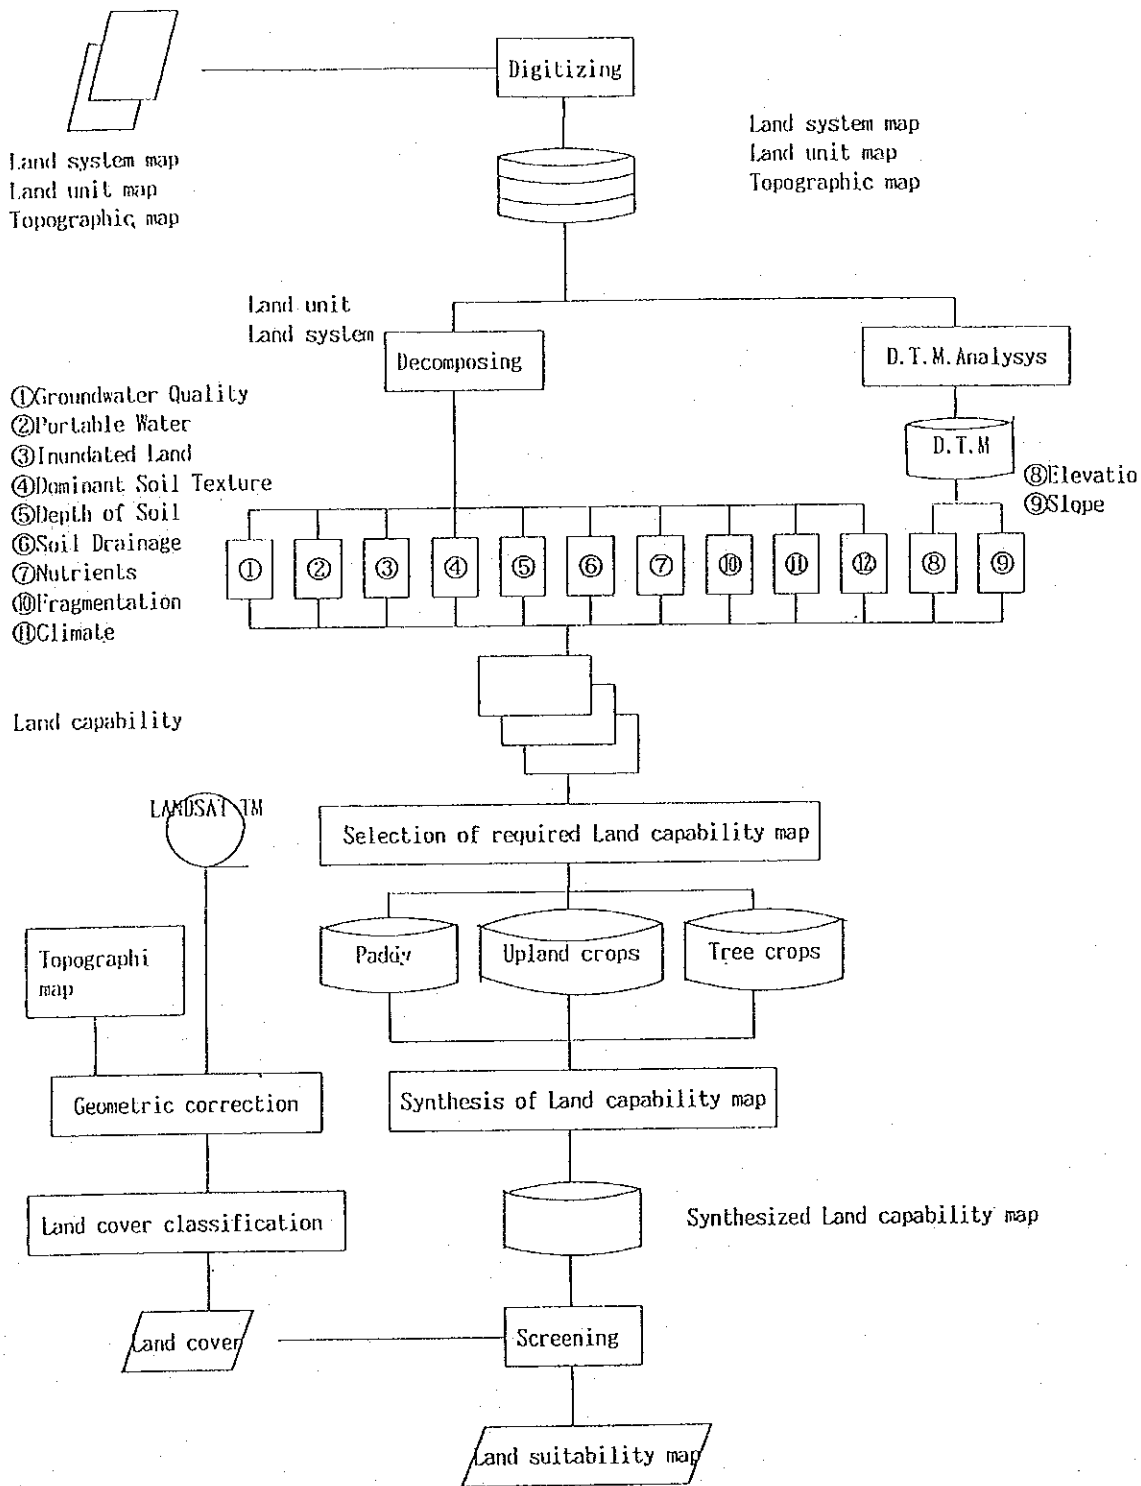 Digitizing
Land system map
Land unit map
Topographic map
Land system map
Land unit map
Topographic map
Land unit
Land system
Decomposing
D.T.M.Analysys
①Groundwater Quality
②Portable Water
③Inundated Land
④Dominant Soil Texture
⑤Depth of Soil
⑥Soil Drainage
⑦Nutrients
⑩Fragmentation
⑪Climate
D.T.M
⑧Elevatio
⑨Slope
① ② ③ ④ ⑤ ⑥ ⑦ ⑩ ⑪ ⑫ ⑧ ⑨
Land capability
LANDSAT TM
Selection of required Land capability map
Topographi
map
Paddy
Upland crops
Tree crops
Geometric correction
Synthesis of Land capability map
Land cover classification
Synthesized Land capability map
Land cover
Screening
Land suitability map